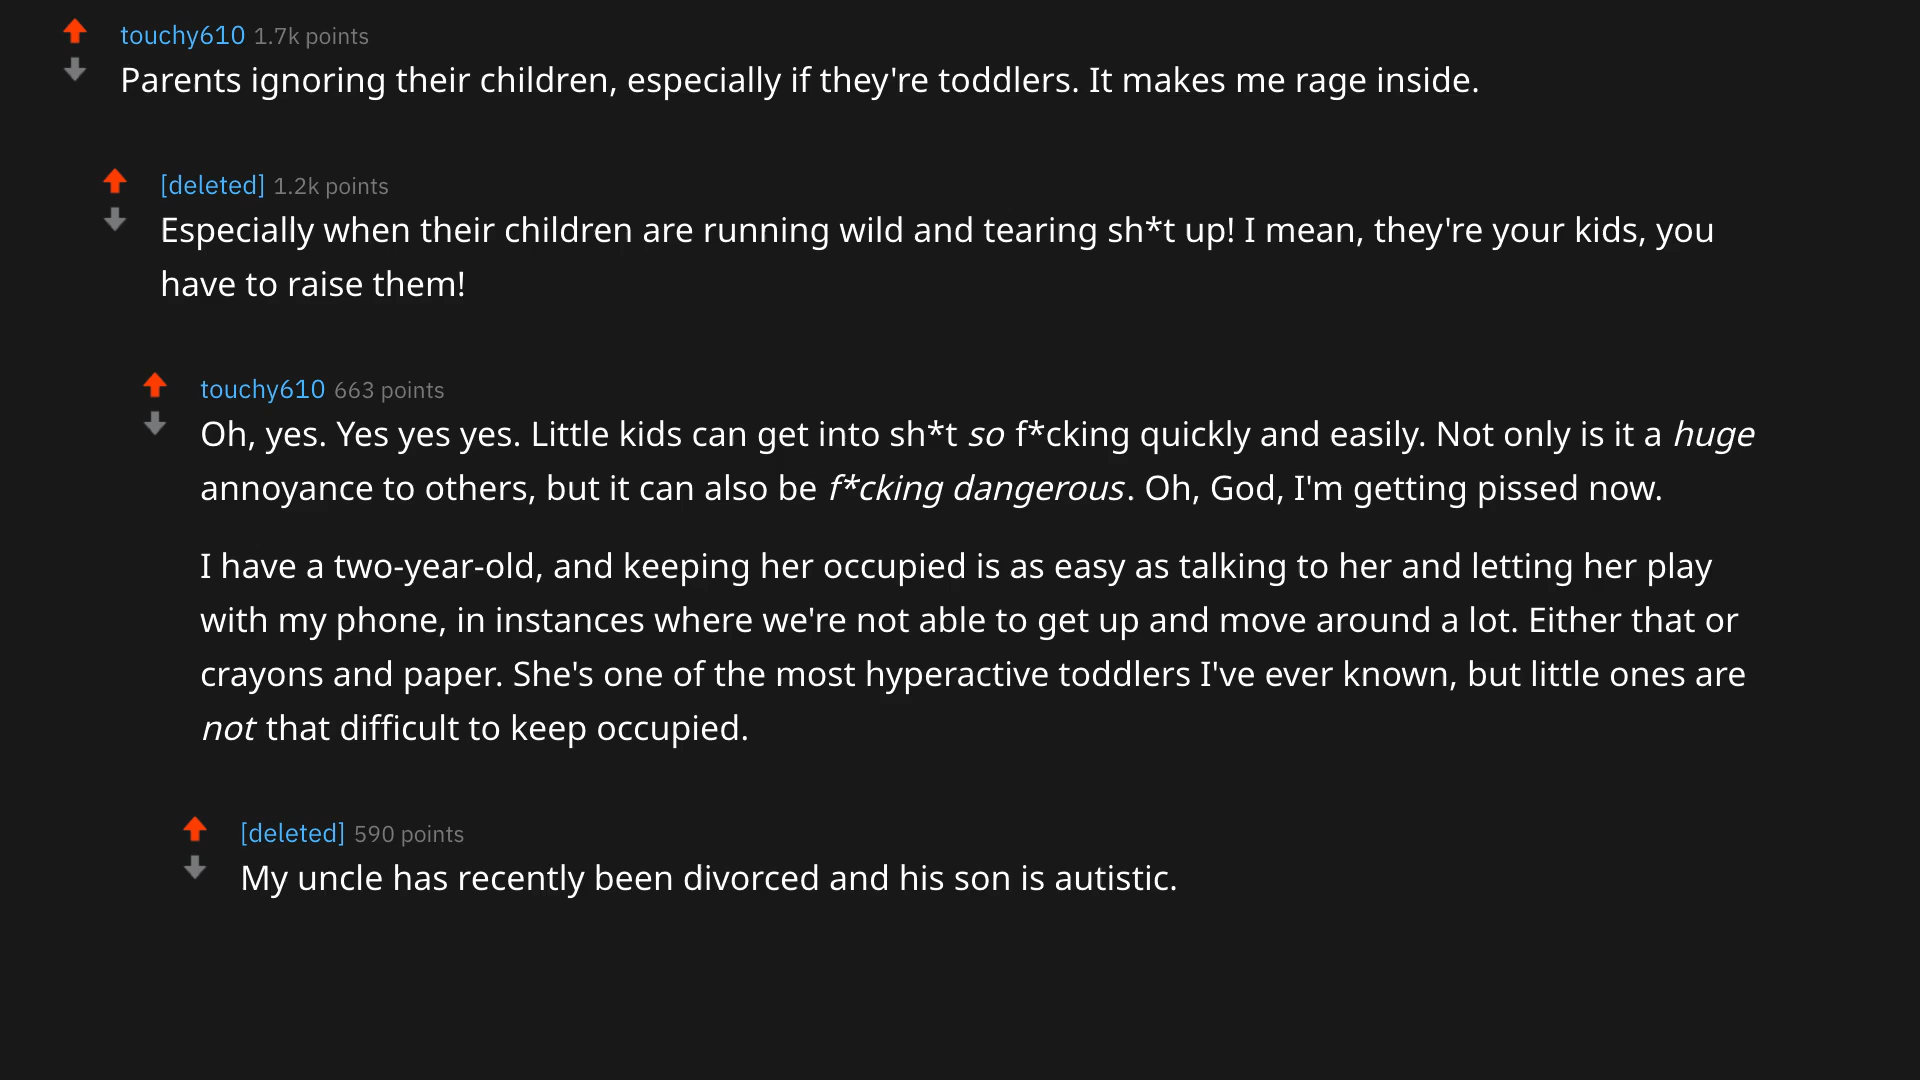 touchy610 1.7k points
Parents ignoring their children, especially if they're toddlers. It makes me rage inside.
[deleted] 1.2k points
Especially when their children are running wild and tearing sh*t up! I mean, they're your kids, you
have to raise them!
touchy610 663 points
Oh, yes. Yes yes yes. Little kids can get into sh*t so f*cking quickly and easily. Not only is it a huge
annoyance to others, but it can also be f*cking dangerous. Oh, God, I'm getting pissed now.
I have a two-year-old, and keeping her occupied is as easy as talking to her and letting her play
with my phone, in instances where we're not able to get up and move around a lot. Either that or
crayons and paper. She's one of the most hyperactive toddlers I've ever known, but little ones are
not that difficult to keep occupied.
[deleted] 590 points
My uncle has recently been divorced and his son is autistic.